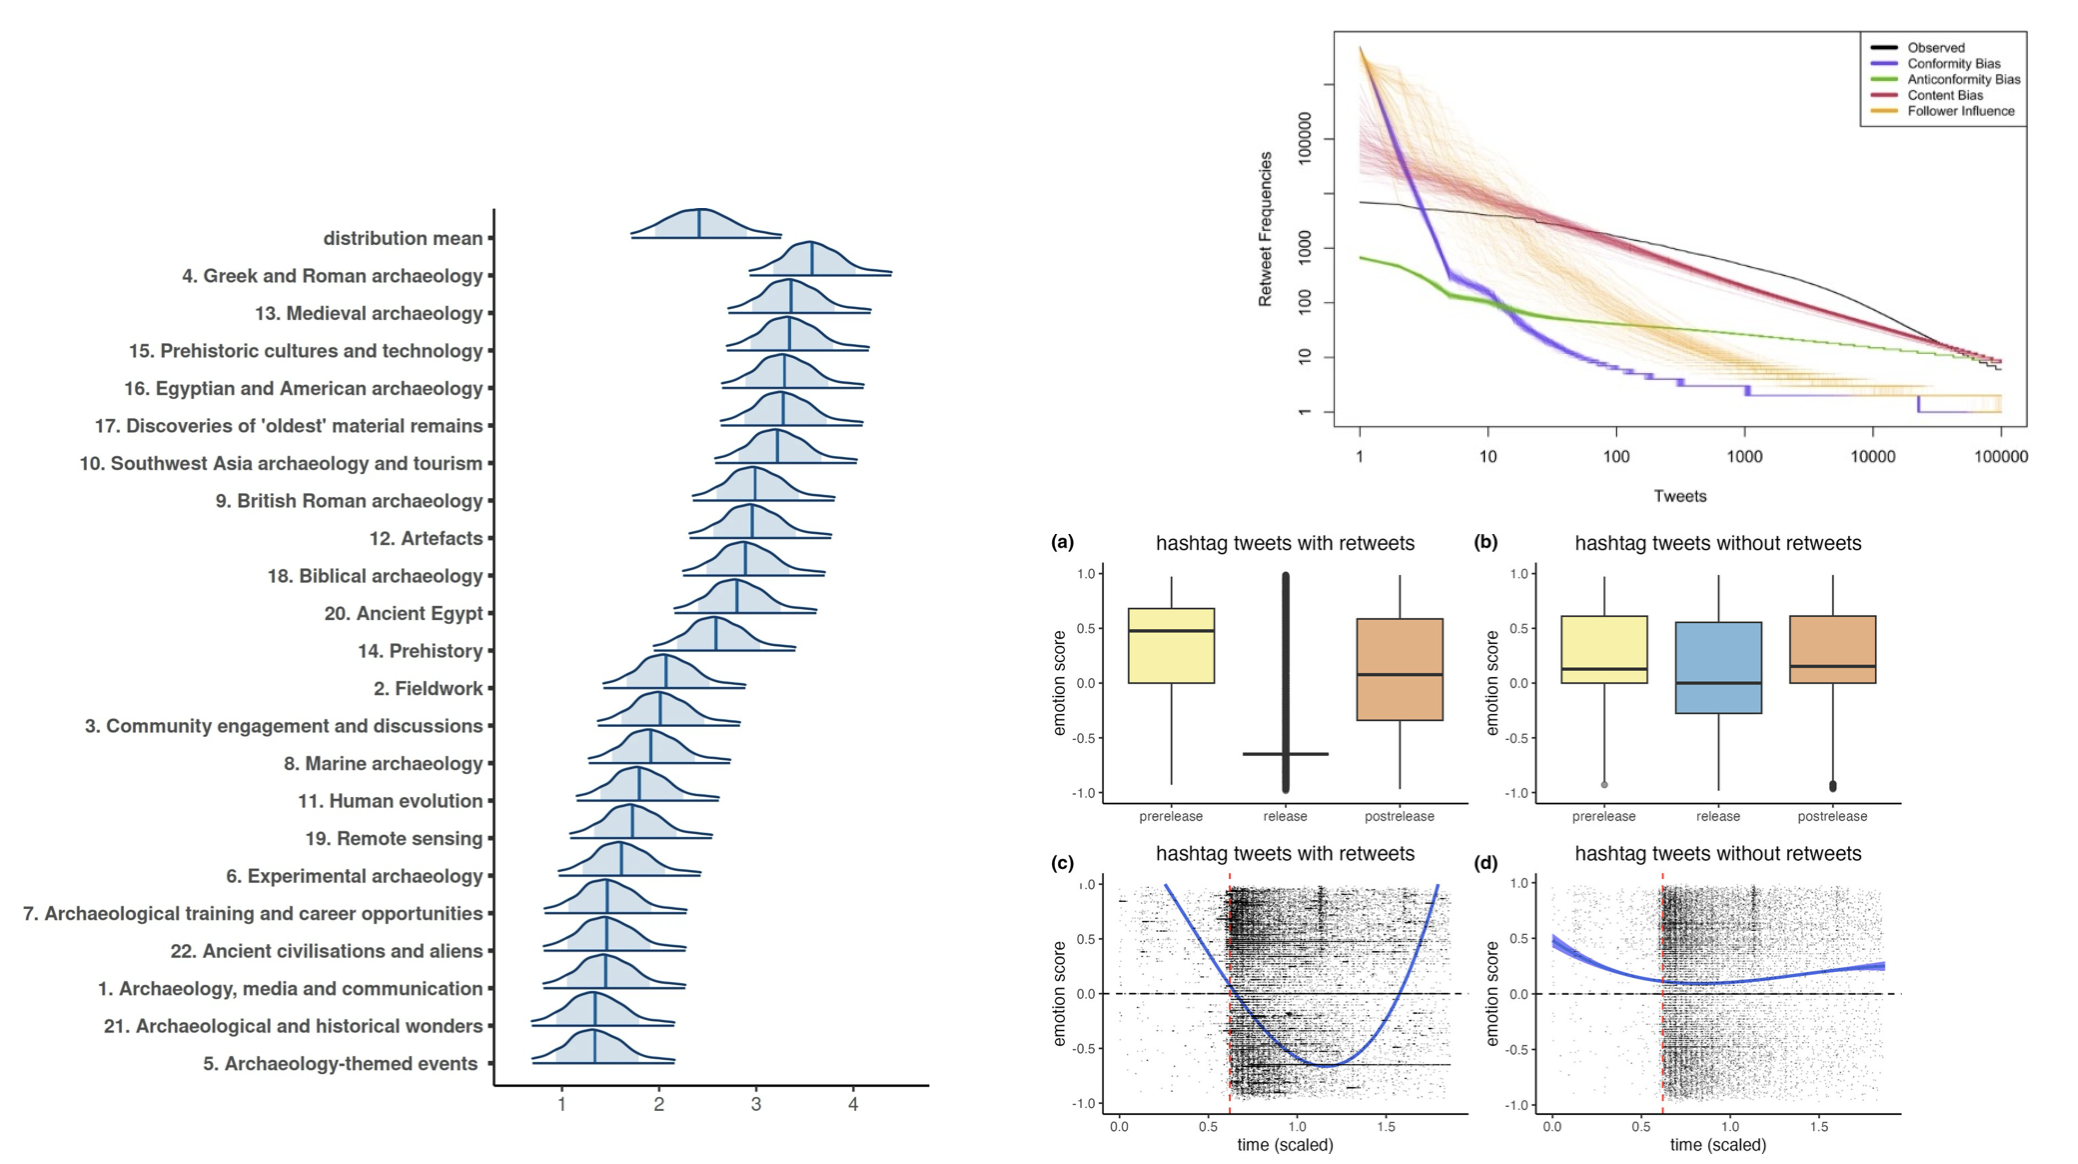 distribution mean
4. Greek and Roman archaeology
13. Medieval archaeology
15. Prehistoric cultures and technology
16. Egyptian and American archaeology
17. Discoveries of 'oldest' material remains
10. Southwest Asia archaeology and tourism
9. British Roman archaeology
12. Artefacts
18. Biblical archaeology
20. Ancient Egypt
14. Prehistory
2. Fieldwork
3. Community engagement and discussions
8. Marine archaeology
11. Human evolution
19. Remote sensing
6. Experimental archaeology
7. Archaeological training and career opportunities
22. Ancient civilisations and aliens
1. Archaeology, media and communication
21. Archaeological and historical wonders
5. Archaeology-themed events
1 2 3 4
Observed
Conformity Bias
Anticonformity Bias
Content Bias
Follower Influence
Retweet Frequencies
100000
1000
100
10
1
1 10 100 1000 10000 100000
Tweets
(a) hashtag tweets with retweets
emotion score
1.0
0.5
0.0
-0.5
-1.0
prerelease release postrelease
(b) hashtag tweets without retweets
emotion score
1.0
0.5
0.0
-0.5
-1.0
prerelease release postrelease
(c) hashtag tweets with retweets
emotion score
1.0
0.5
0.0
-0.5
-1.0
0.0 0.5 1.0 1.5
time (scaled)
(d) hashtag tweets without retweets
emotion score
1.0
0.5
0.0
-0.5
-1.0
0.0 0.5 1.0 1.5
time (scaled)